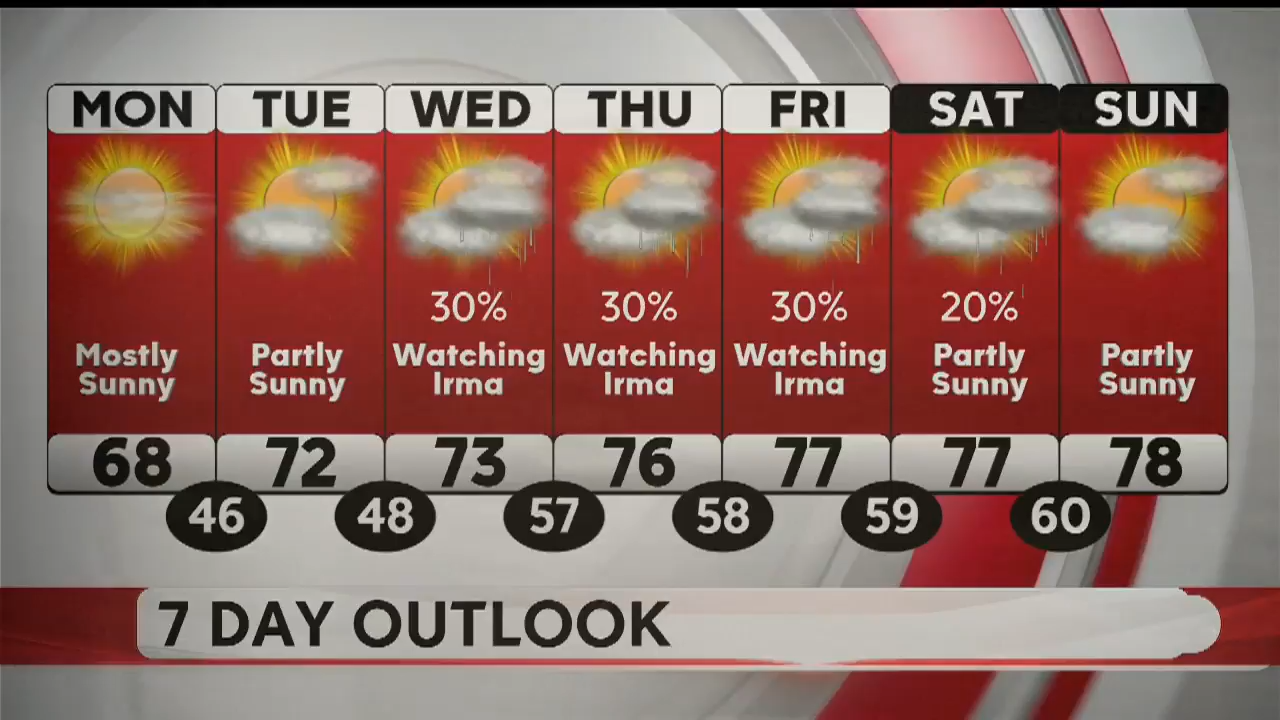 MON TUE WED THU FRI SAT SUN
30% 30% 30% 20%
Mostly Partly Watching Watching Watching Partly Partly
Sunny Sunny Irma Irma Irma Sunny Sunny
68 72 73 76 77 77 78
46 48 57 58 59 60
7 DAY OUTLOOK